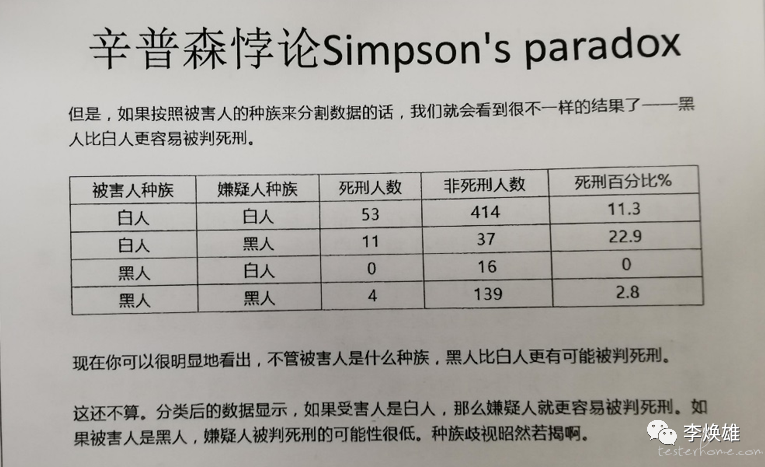 辛普森悖论Simpson's paradox
但是，如果按照被害人的种族来分割数据的话，我们就会看到很不一样的结果了——黑
人比白人更容易被判死刑。
被害人种族 嫌疑人种族 死刑人数 非死刑人数 死刑百分比%
白人 白人 53 414 11.3
白人 黑人 11 37 22.9
黑人 白人 0 16 0
黑人 黑人 4 139 2.8
现在你可以很明显地看出，不管被害人是什么种族，黑人比白人更有可能被判死刑。
这还不算。分类后的数据显示，如果受害人是白人，那么嫌疑人就更容易被判死刑。如
果被害人是黑人，嫌疑人被判死刑的可能性很低。种族歧视昭然若揭啊。
李焕雄
testerhome.com